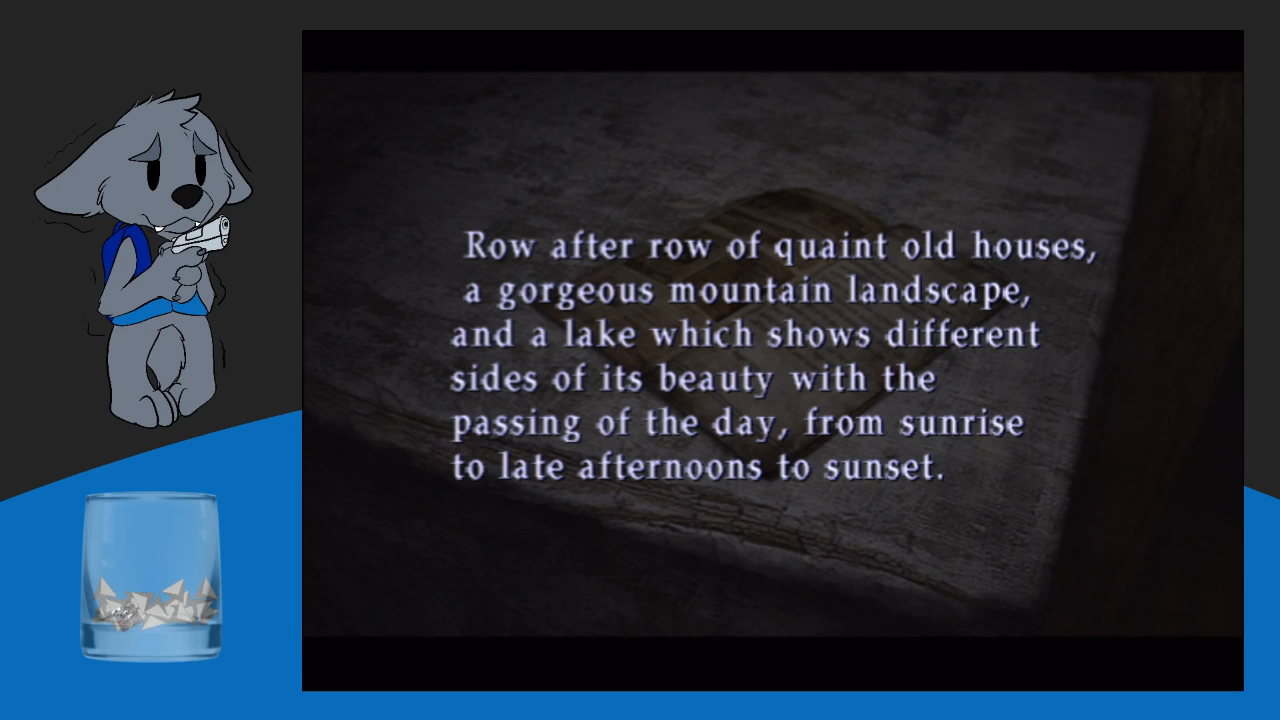 Row after row of quaint old houses,
a gorgeous mountain landscape,
and a lake which shows different
sides of its beauty with the
passing of the day, from sunrise
to late afternoons to sunset.